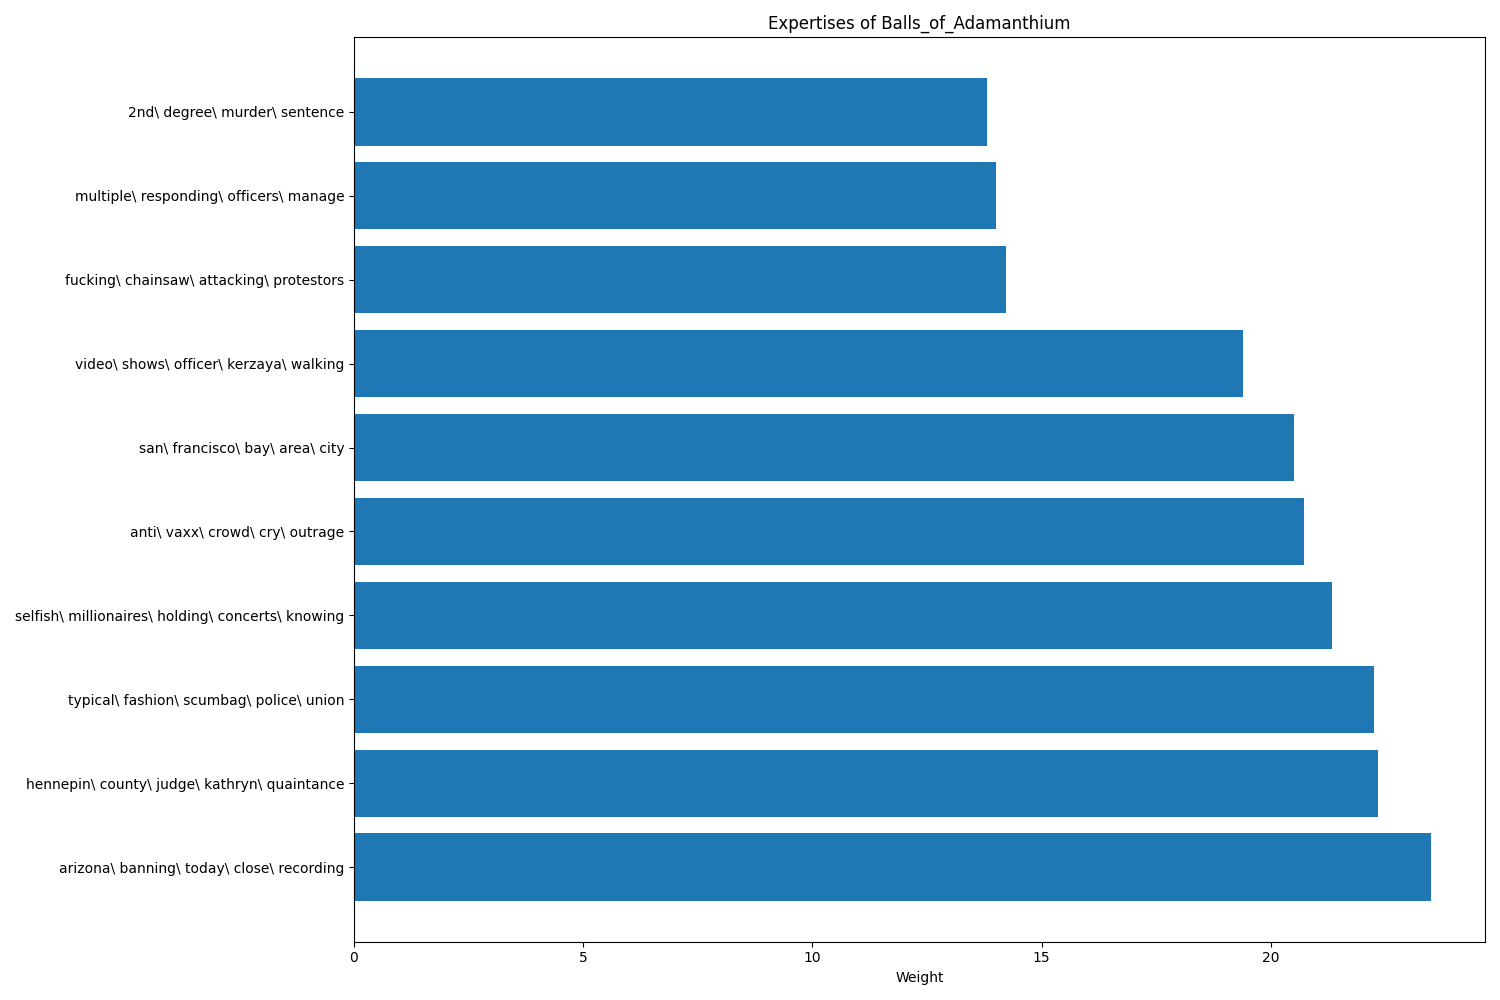 Expertises of Balls_of_Adamanthium
2nd\ degree\ murder\ sentence
multiple\ responding\ officers\ manage
fucking\ chainsaw\ attacking\ protestors
video\ shows\ officer\ kerzaya\ walking
san\ francisco\ bay\ area\ city
anti\ vaxx\ crowd\ cry\ outrage
selfish\ millionaires\ holding\ concerts\ knowing
typical\ fashion\ scumbag\ police\ union
hennepin\ county\ judge\ kathryn\ quaintance
arizona\ banning\ today\ close\ recording
0 5 10 15 20
Weight